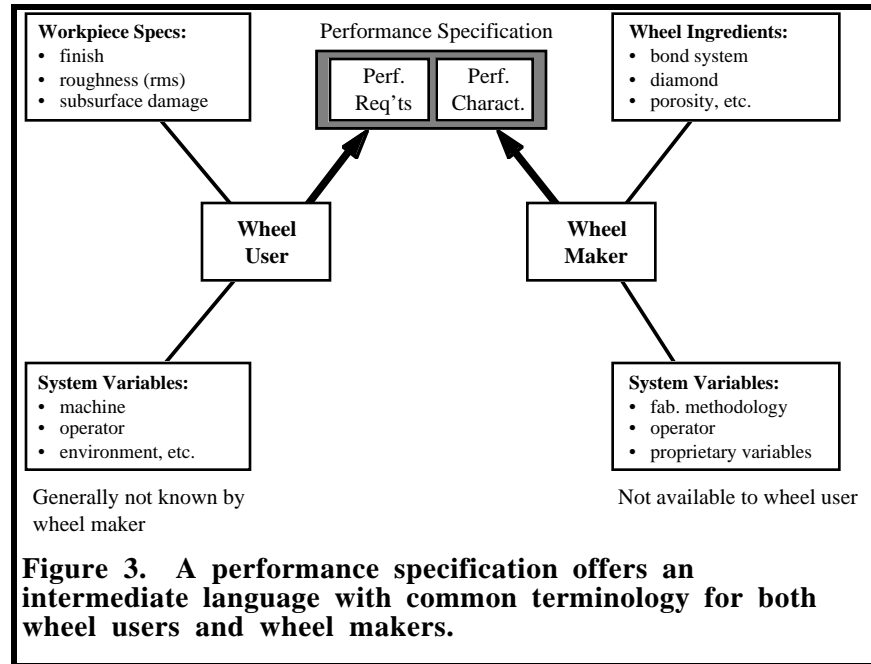 Workpiece Specs:
• finish
• roughness (rms)
• subsurface damage
Performance Specification
Perf.
Req'ts
Perf.
Charact.
Wheel Ingredients:
• bond system
• diamond
• porosity, etc.
Wheel
User
Wheel
Maker
System Variables:
• machine
• operator
• environment, etc.
System Variables:
• fab. methodology
• operator
• proprietary variables
Generally not known by
wheel maker
Not available to wheel user
Figure 3. A performance specification offers an
intermediate language with common terminology for both
wheel users and wheel makers.